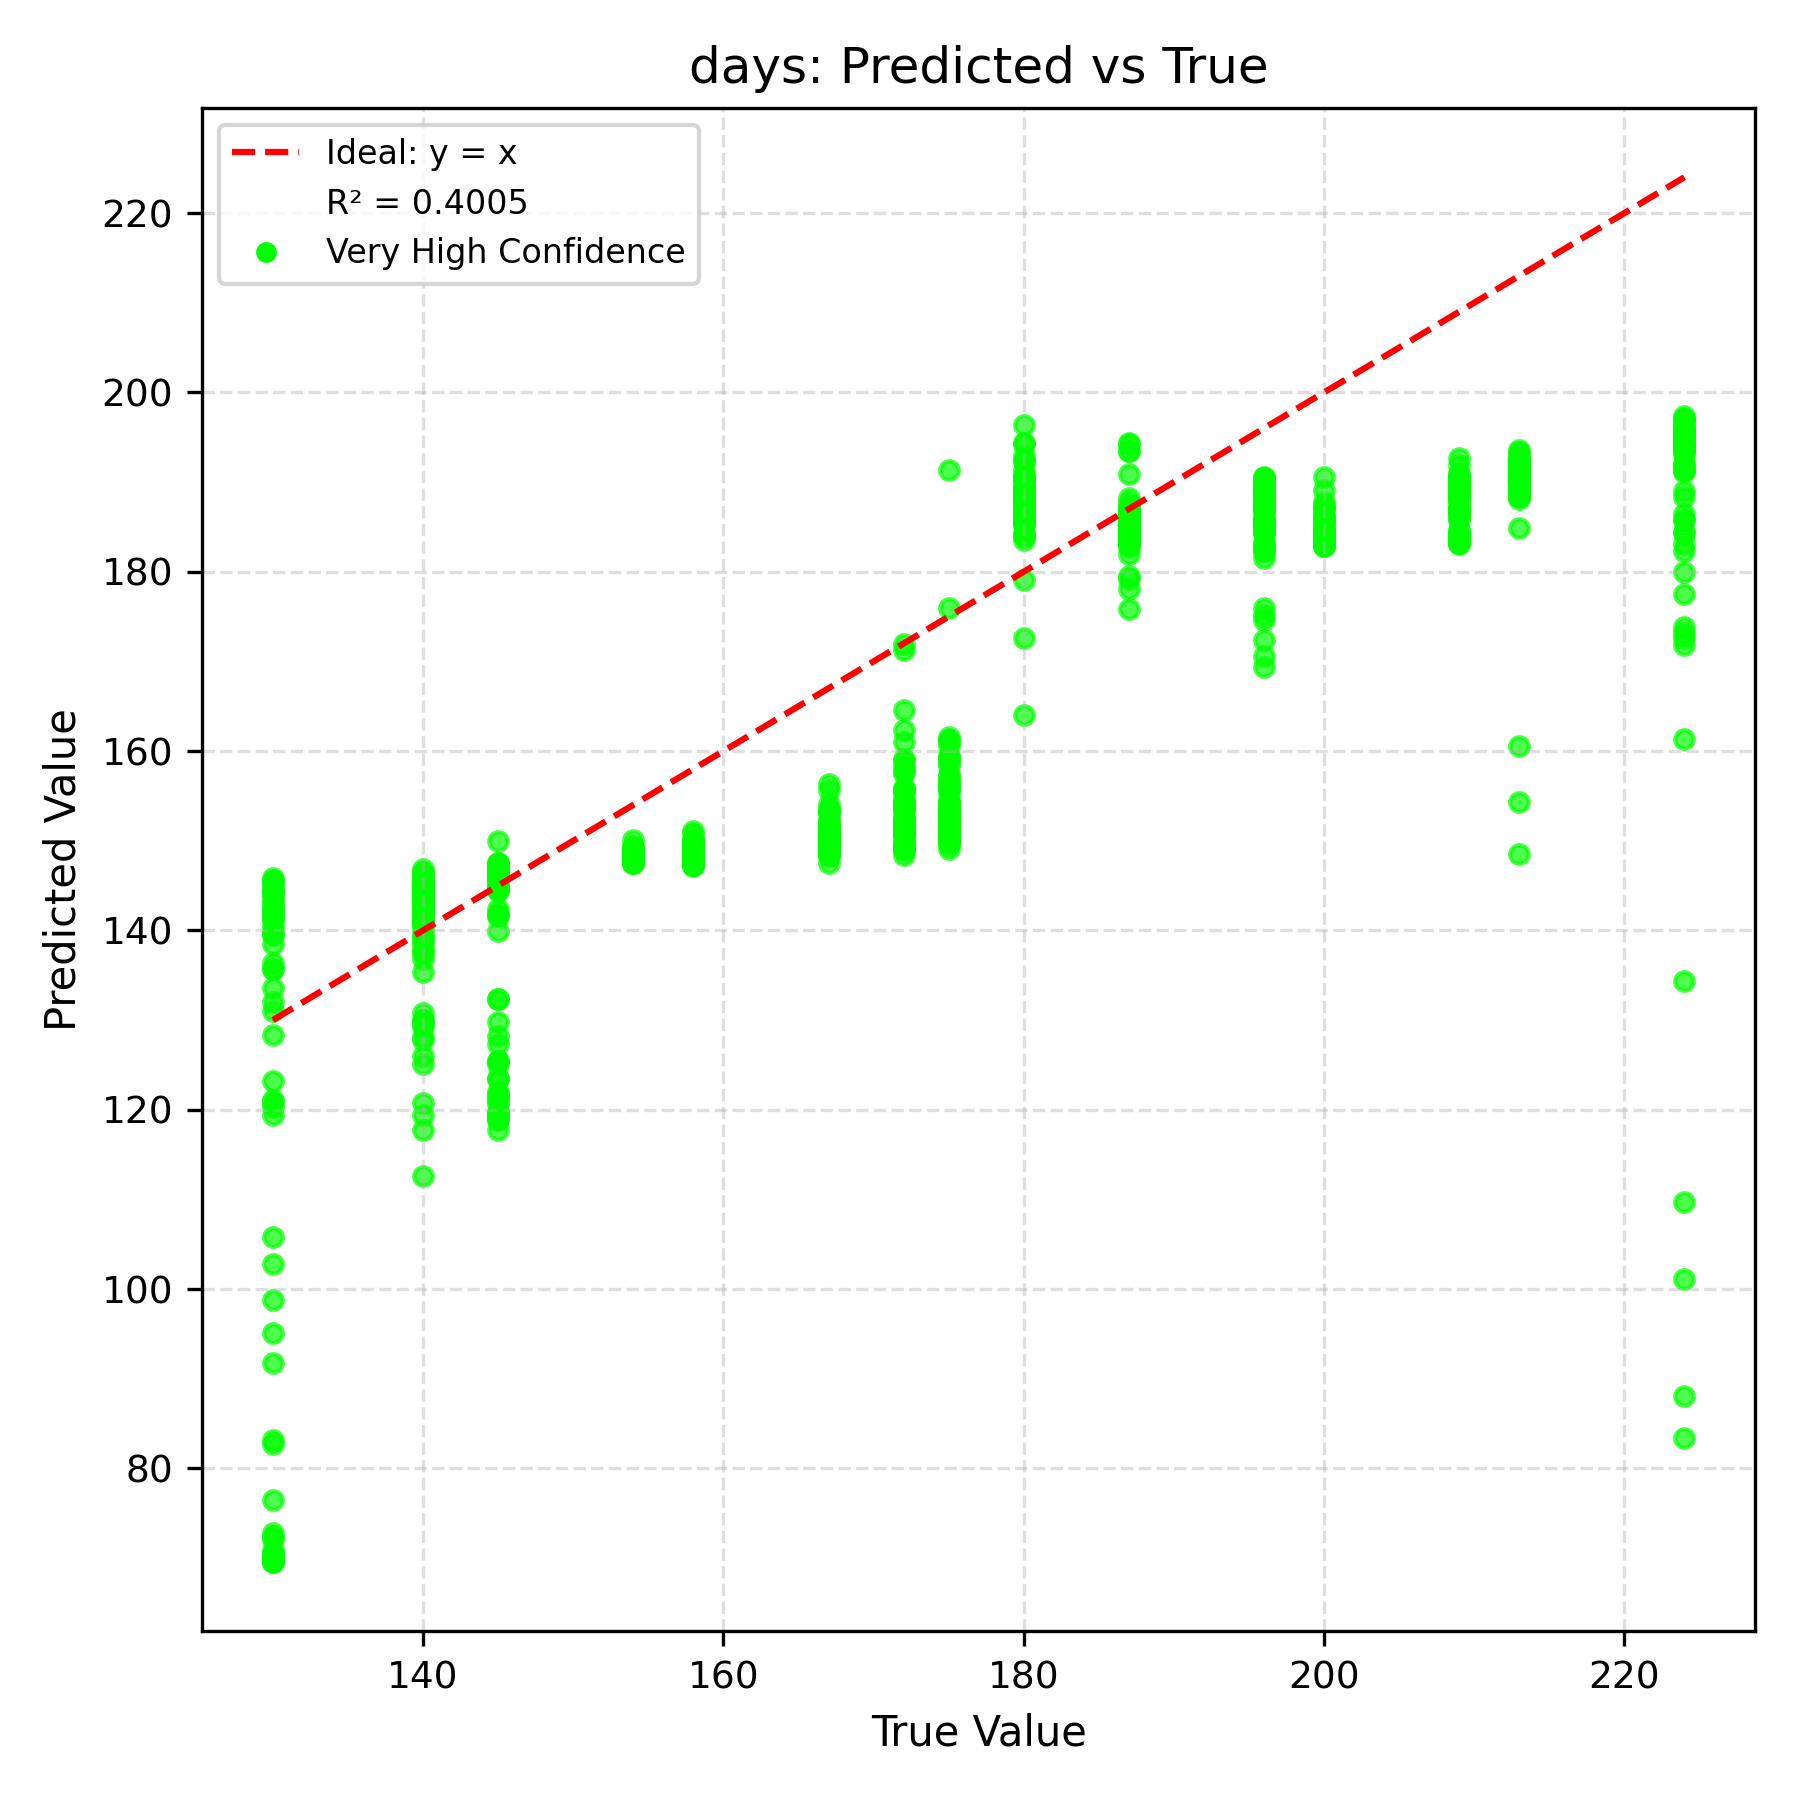 days: Predicted vs True
Ideal: y = x
R² = 0.4005
Very High Confidence
220
200
180
160
140
120
100
80
Predicted Value
140
160
180
200
220
True Value